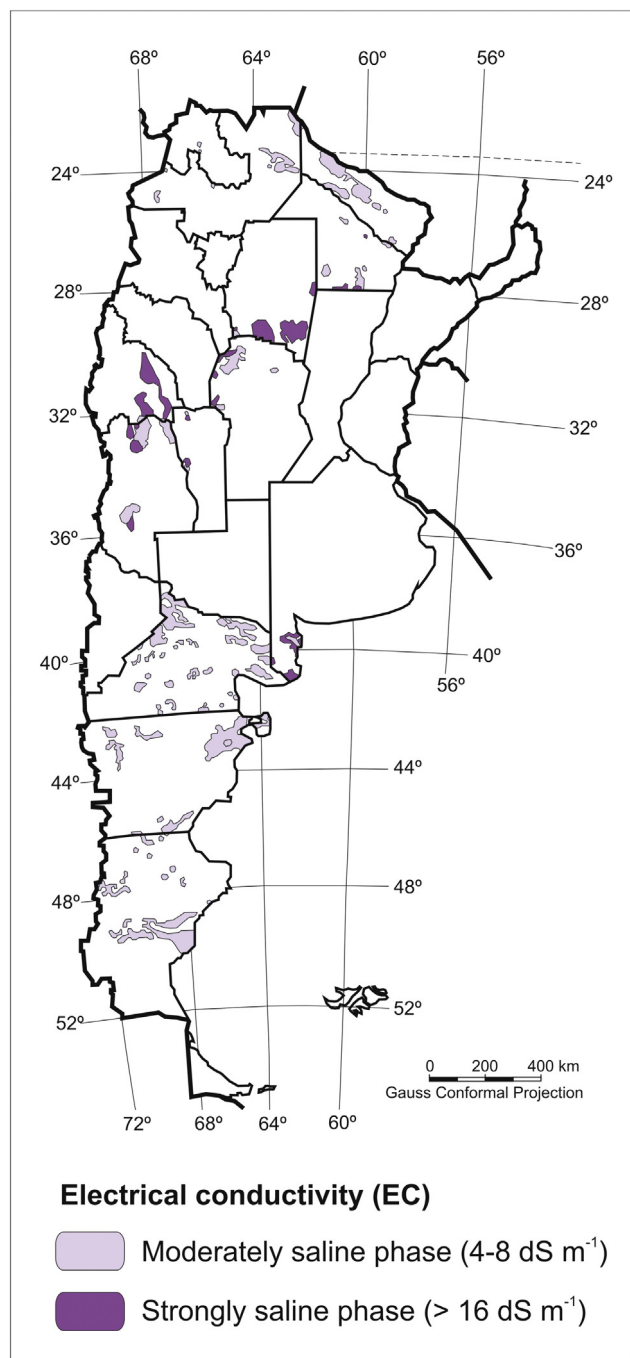 68º 64º 60º 56º
24º 24º
28º 28º
32º 32º
36º 36º
40º 40º
56º
44º 44º
48º 48º
52º 52º
0 200 400 km
Gauss Conformal Projection
72º 68º 64º 60º
Electrical conductivity (EC)
Moderately saline phase (4-8 dS m⁻¹)
Strongly saline phase (> 16 dS m⁻¹)